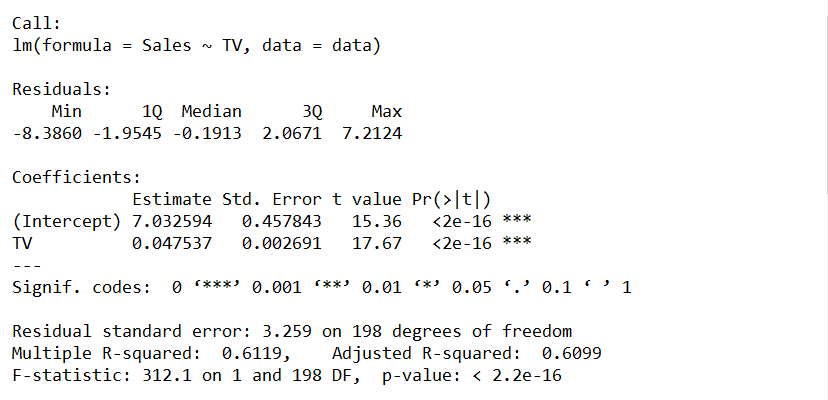 Call:
lm(formula = Sales ~ TV, data = data)
Residuals:
    Min      1Q  Median      3Q     Max
-8.3860 -1.9545 -0.1913  2.0671  7.2124
Coefficients:
            Estimate Std. Error t value Pr(>|t|)
(Intercept) 7.032594   0.457843   15.36   <2e-16 ***
TV          0.047537   0.002691   17.67   <2e-16 ***
---
Signif. codes:  0 ‘***’ 0.001 ‘**’ 0.01 ‘*’ 0.05 ‘.’ 0.1 ‘ ’ 1
Residual standard error: 3.259 on 198 degrees of freedom
Multiple R-squared:  0.6119,    Adjusted R-squared:  0.6099
F-statistic: 312.1 on 1 and 198 DF,  p-value: < 2.2e-16